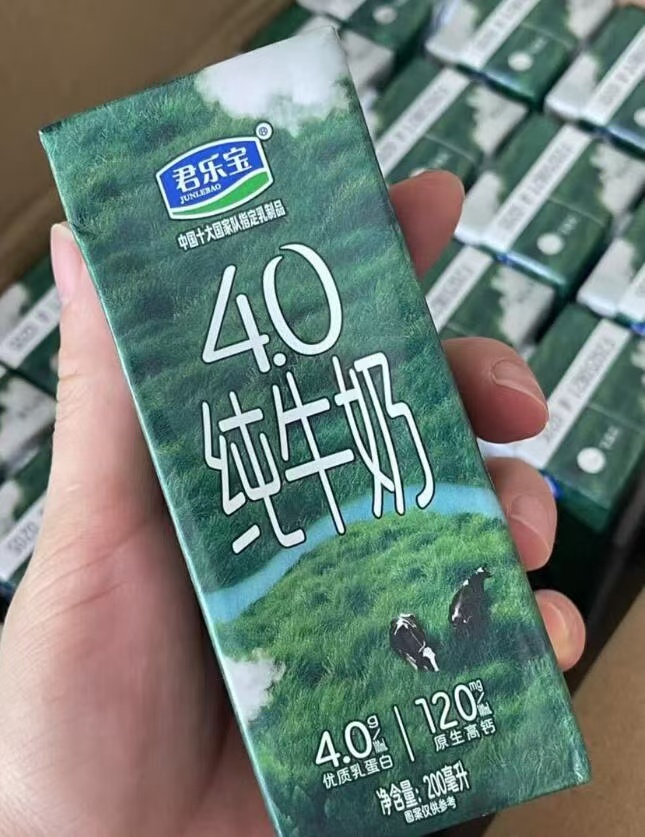 君乐宝®
JUNLEBAO
中国十大国家队指定乳制品
4.0
纯牛奶
4.0g/100mL
优质乳蛋白
120mg/100mL
原生高钙
净含量：200毫升
图案仅供参考